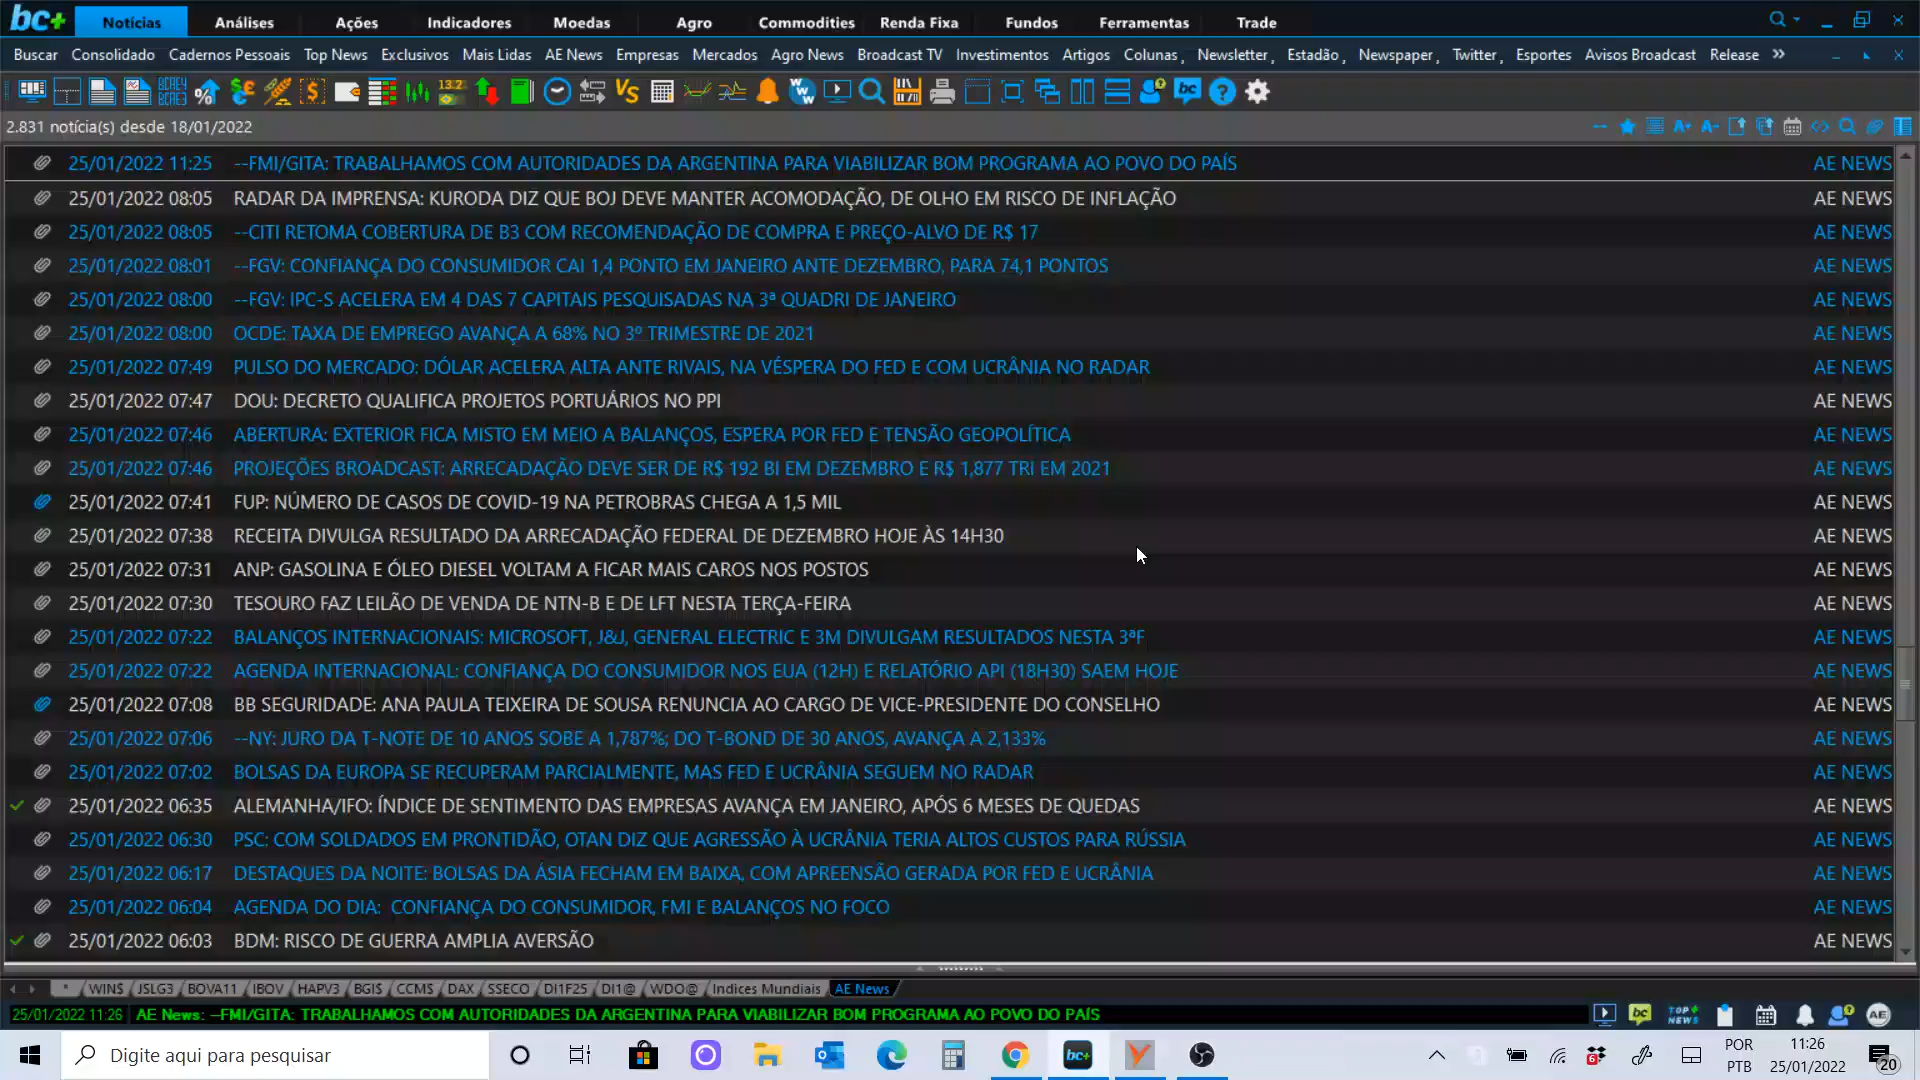 bc+ Notícias Análises Ações Indicadores Moedas Agro Commodities Renda Fixa Fundos Ferramentas Trade
Buscar Consolidado Cadernos Pessoais Top News Exclusivos Mais Lidas AE News Empresas Mercados Agro News Broadcast TV Investimentos Artigos Colunas Newsletter Estadão Newspaper Twitter Esportes Avisos Broadcast Release »
2.831 notícia(s) desde 18/01/2022
25/01/2022 11:25 --FMI/GITA: TRABALHAMOS COM AUTORIDADES DA ARGENTINA PARA VIABILIZAR BOM PROGRAMA AO POVO DO PAÍS AE NEWS
25/01/2022 08:05 RADAR DA IMPRENSA: KURODA DIZ QUE BOJ DEVE MANTER ACOMODAÇÃO, DE OLHO EM RISCO DE INFLAÇÃO AE NEWS
25/01/2022 08:05 --CITI RETOMA COBERTURA DE B3 COM RECOMENDAÇÃO DE COMPRA E PREÇO-ALVO DE R$ 17 AE NEWS
25/01/2022 08:01 --FGV: CONFIANÇA DO CONSUMIDOR CAI 1,4 PONTO EM JANEIRO ANTE DEZEMBRO, PARA 74,1 PONTOS AE NEWS
25/01/2022 08:00 --FGV: IPC-S ACELERA EM 4 DAS 7 CAPITAIS PESQUISADAS NA 3ª QUADRI DE JANEIRO AE NEWS
25/01/2022 08:00 OCDE: TAXA DE EMPREGO AVANÇA A 68% NO 3º TRIMESTRE DE 2021 AE NEWS
25/01/2022 07:49 PULSO DO MERCADO: DÓLAR ACELERA ALTA ANTE RIVAIS, NA VÉSPERA DO FED E COM UCRÂNIA NO RADAR AE NEWS
25/01/2022 07:47 DOU: DECRETO QUALIFICA PROJETOS PORTUÁRIOS NO PPI AE NEWS
25/01/2022 07:46 ABERTURA: EXTERIOR FICA MISTO EM MEIO A BALANÇOS, ESPERA POR FED E TENSÃO GEOPOLÍTICA AE NEWS
25/01/2022 07:46 PROJEÇÕES BROADCAST: ARRECADAÇÃO DEVE SER DE R$ 192 BI EM DEZEMBRO E R$ 1,877 TRI EM 2021 AE NEWS
25/01/2022 07:41 FUP: NÚMERO DE CASOS DE COVID-19 NA PETROBRAS CHEGA A 1,5 MIL AE NEWS
25/01/2022 07:38 RECEITA DIVULGA RESULTADO DA ARRECADAÇÃO FEDERAL DE DEZEMBRO HOJE ÀS 14H30 AE NEWS
25/01/2022 07:31 ANP: GASOLINA E ÓLEO DIESEL VOLTAM A FICAR MAIS CAROS NOS POSTOS AE NEWS
25/01/2022 07:30 TESOURO FAZ LEILÃO DE VENDA DE NTN-B E DE LFT NESTA TERÇA-FEIRA AE NEWS
25/01/2022 07:22 BALANÇOS INTERNACIONAIS: MICROSOFT, J&J, GENERAL ELECTRIC E 3M DIVULGAM RESULTADOS NESTA 3ªF AE NEWS
25/01/2022 07:22 AGENDA INTERNACIONAL: CONFIANÇA DO CONSUMIDOR NOS EUA (12H) E RELATÓRIO API (18H30) SAEM HOJE AE NEWS
25/01/2022 07:08 BB SEGURIDADE: ANA PAULA TEIXEIRA DE SOUSA RENUNCIA AO CARGO DE VICE-PRESIDENTE DO CONSELHO AE NEWS
25/01/2022 07:06 --NY: JURO DA T-NOTE DE 10 ANOS SOBE A 1,787%; DO T-BOND DE 30 ANOS, AVANÇA A 2,133% AE NEWS
25/01/2022 07:02 BOLSAS DA EUROPA SE RECUPERAM PARCIALMENTE, MAS FED E UCRÂNIA SEGUEM NO RADAR AE NEWS
25/01/2022 06:35 ALEMANHA/IFO: ÍNDICE DE SENTIMENTO DAS EMPRESAS AVANÇA EM JANEIRO, APÓS 6 MESES DE QUEDAS AE NEWS
25/01/2022 06:30 PSC: COM SOLDADOS EM PRONTIDÃO, OTAN DIZ QUE AGRESSÃO À UCRÂNIA TERIA ALTOS CUSTOS PARA RÚSSIA AE NEWS
25/01/2022 06:17 DESTAQUES DA NOITE: BOLSAS DA ÁSIA FECHAM EM BAIXA, COM APREENSÃO GERADA POR FED E UCRÂNIA AE NEWS
25/01/2022 06:04 AGENDA DO DIA: CONFIANÇA DO CONSUMIDOR, FMI E BALANÇOS NO FOCO AE NEWS
25/01/2022 06:03 BDM: RISCO DE GUERRA AMPLIA AVERSÃO AE NEWS
* WIN$ JSLG3 BOVA11 IBOV HAPV3 BGI$ CCM$ DAX SSECO DI1F25 DI1@ WDO@ Indices Mundiais AE News
25/01/2022 11:26 AE News: --FMI/GITA: TRABALHAMOS COM AUTORIDADES DA ARGENTINA PARA VIABILIZAR BOM PROGRAMA AO POVO DO PAÍS bc TOP NEWS AE
Digite aqui para pesquisar bc+ POR 11:26
PTB 25/01/2022 20